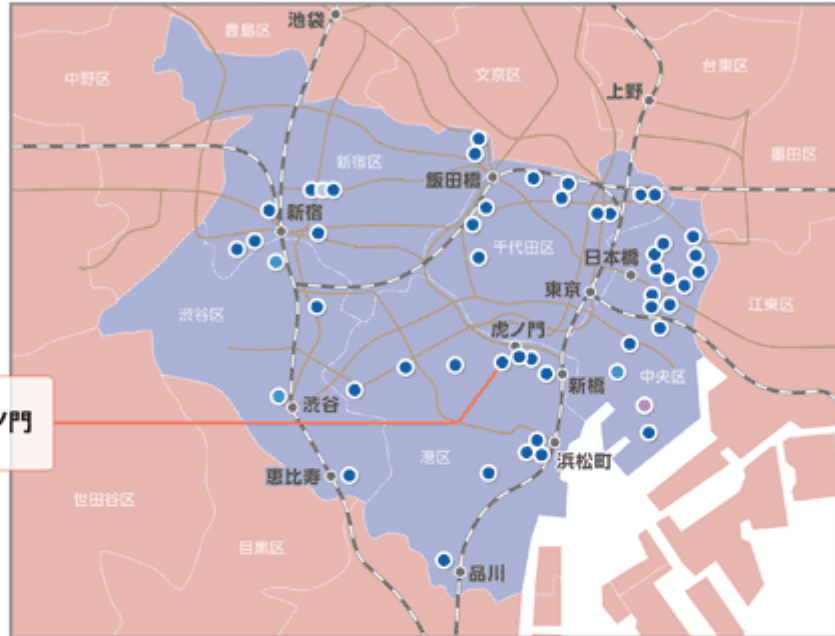 池袋
豊島区
中野区
文京区
台東区
上野
墨田区
新宿区
飯田橋
新宿
千代田区
日本橋
東京
渋谷区
江東区
虎ノ門
新橋
中央区
渋谷
門
港区
浜松町
恵比寿
世田谷区
目黒区
品川